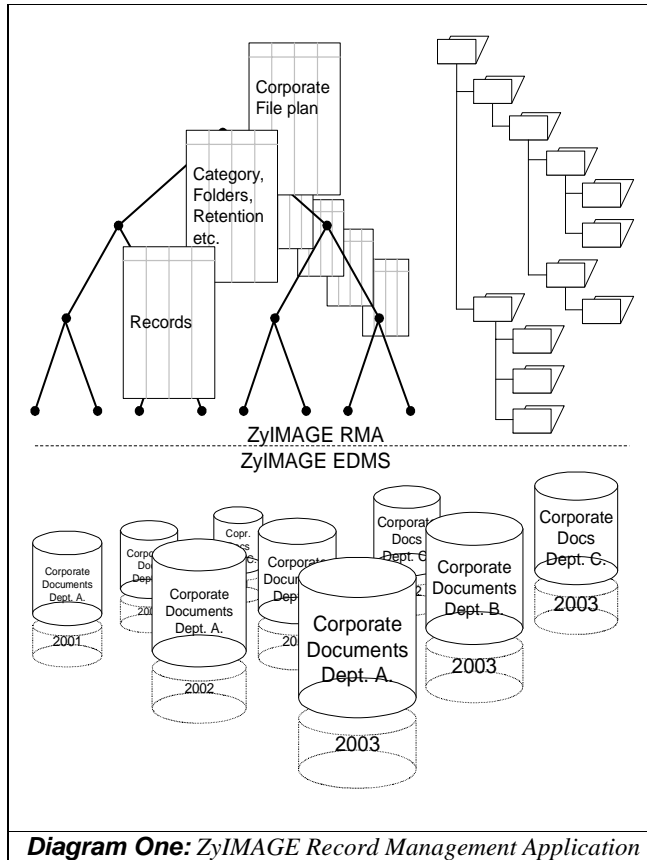 Corporate
File plan
Category,
Folders,
Retention
etc.
Records
ZyIMAGE RMA
ZyIMAGE EDMS
Corporate
Documents
Dept. A.
2001
Copr.
Corporate
Documents
Dept. A.
2002
Corporate
Docs
Dept. C.
Corporate
Documents
Dept. A.
2003
Corporate
Documents
Dept. B.
2003
Corporate
Docs
Dept. C.
2003
Diagram One: ZyIMAGE Record Management Application